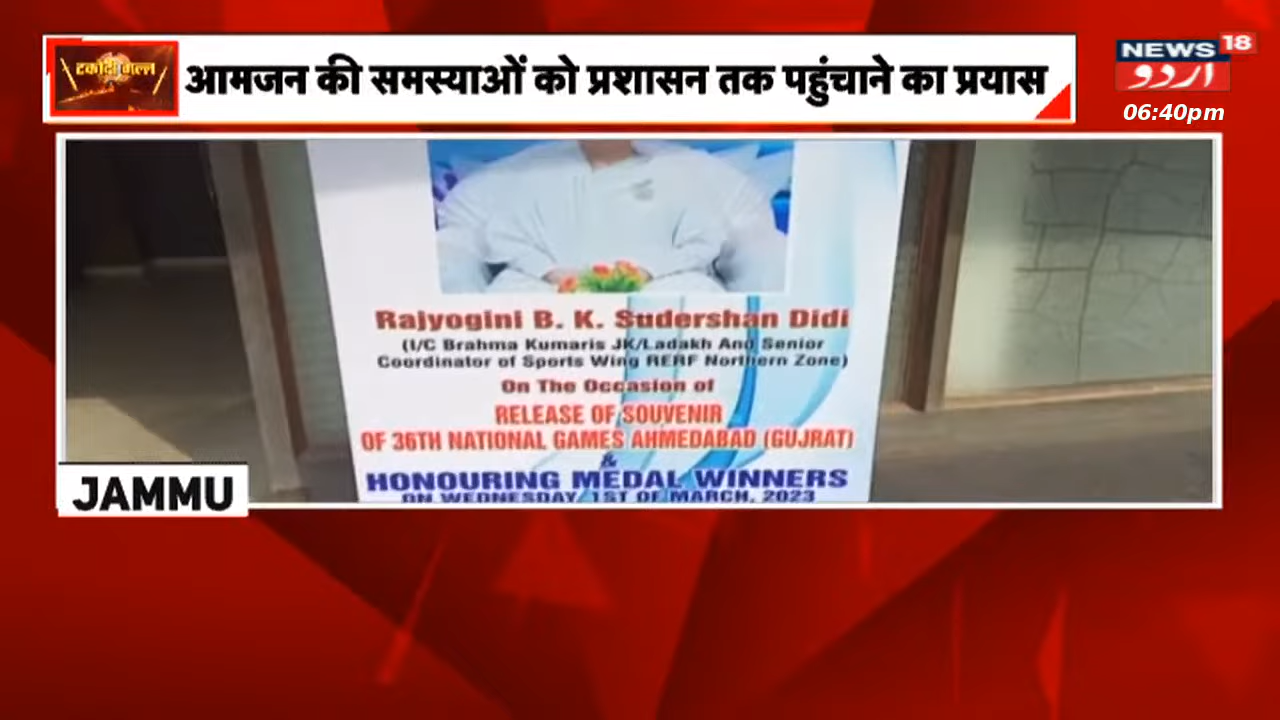 टकोदी गल्ल
आमजन की समस्याओं को प्रशासन तक पहुंचाने का प्रयास
NEWS 18
اردو
06:40pm
Rajyogini B. K. Sudershan Didi
(I/C Brahma Kumaris JK/Ladakh And Senior
Coordinator of Sports Wing RERF Northern Zone)
On The Occasion of
RELEASE OF SOUVENIR
OF 36TH NATIONAL GAMES AHMEDABAD (GUJRAT)
&
HONOURING MEDAL WINNERS
ON WEDNESDAY, 1ST OF MARCH, 2023
JAMMU